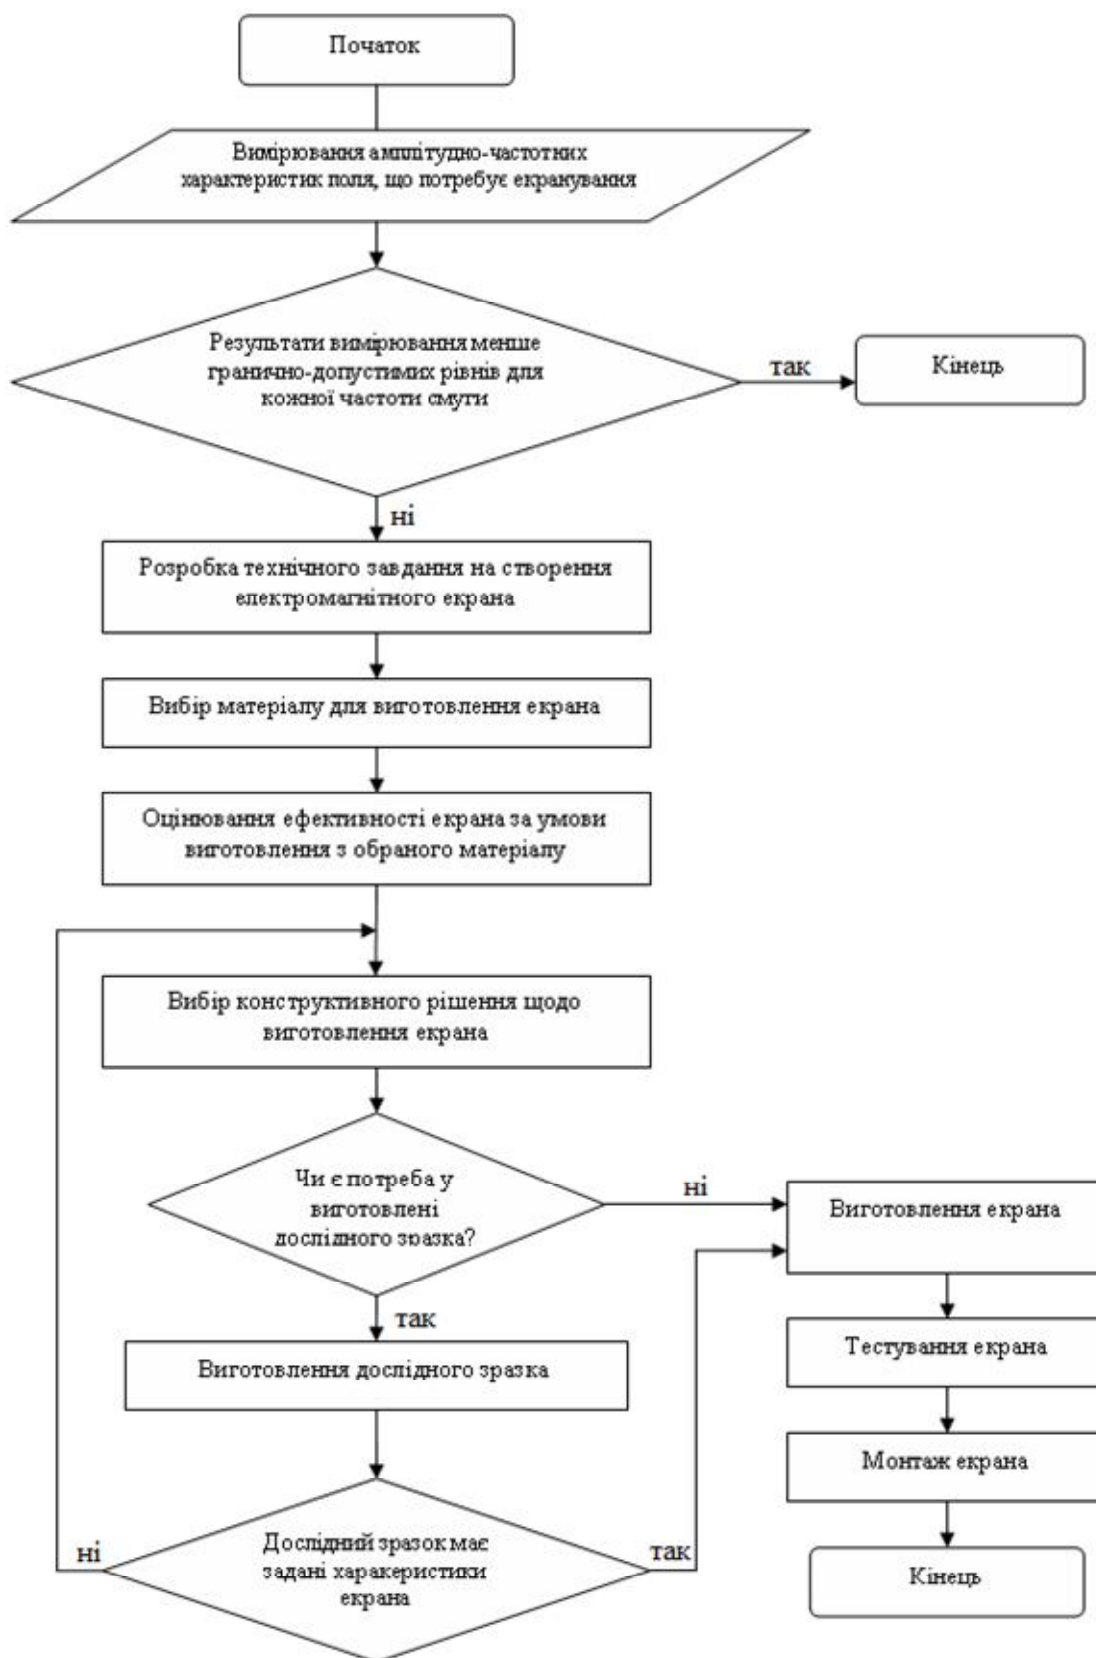 Початок
Вимірювання амплітудно-частотних
характеристик поля, що потребує екранування
Результати вимірювання менше
гранично-допустимих рівнів для
кожної частоти смуги
так
Кінець
ні
Розробка технічного завдання на створення
електромагнітного екрана
Вибір матеріалу для виготовлення екрана
Оцінювання ефективності екрана за умови
виготовлення з обраного матеріалу
Вибір конструктивного рішення щодо
виготовлення екрана
Чи є потреба у
виготовлені
дослідного зразка?
ні
Виготовлення екрана
так
Виготовлення дослідного зразка
Тестування екрана
Монтаж екрана
ні
Дослідний зразок має
задані характеристики
екрана
так
Кінець